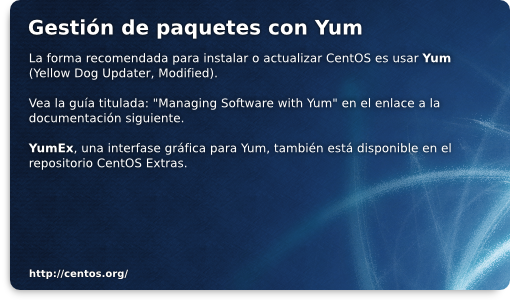 Gestión de paquetes con Yum
La forma recomendada para instalar o actualizar CentOS es usar Yum
(Yellow Dog Updater, Modified).
Vea la guía titulada: "Managing Software with Yum" en el enlace a la
documentación siguiente.
YumEx, una interfase gráfica para Yum, también está disponible en el
repositorio CentOS Extras.
http://centos.org/